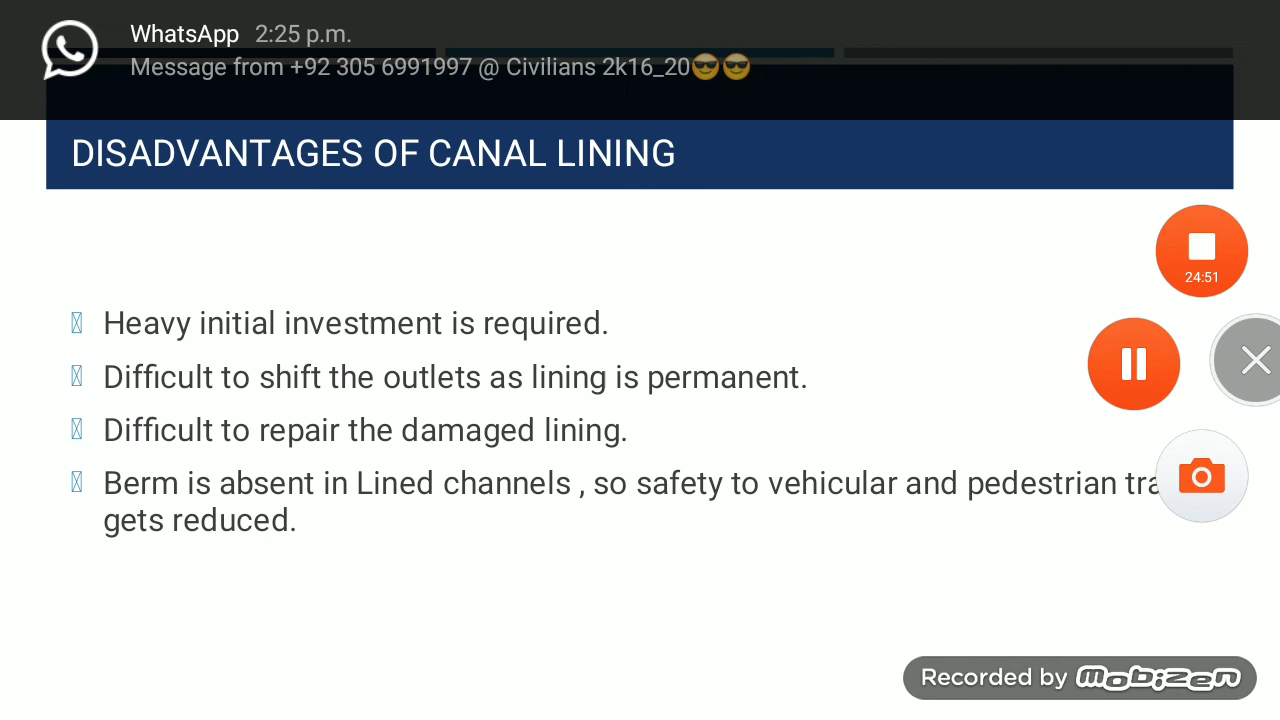 WhatsApp 2:25 p.m.
Message from +92 305 6991997 @ Civilians 2k16_20😎😎
DISADVANTAGES OF CANAL LINING
24:51
Heavy initial investment is required.
Difficult to shift the outlets as lining is permanent.
Difficult to repair the damaged lining.
Berm is absent in Lined channels , so safety to vehicular and pedestrian
gets reduced.
Recorded by mobizen